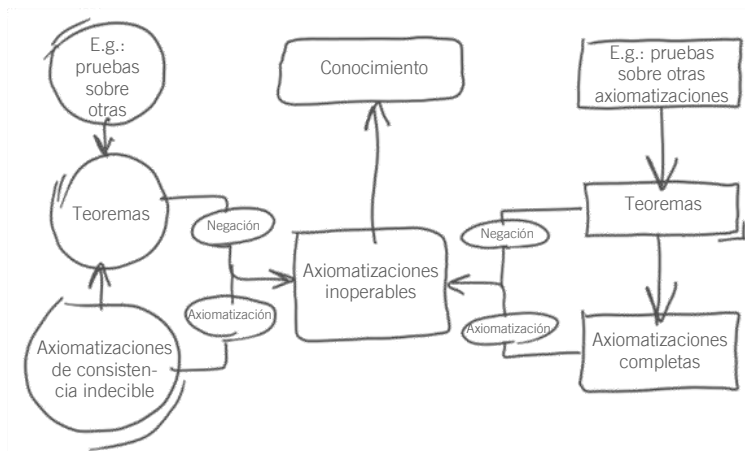 E.g.:
pruebas
sobre
otras
Conocimiento
E.g.: pruebas
sobre otras
axiomatizaciones
Teoremas
Negación
Axiomatizaciones
inoperables
Negación
Teoremas
Axiomatización
Axiomatización
Axiomatizaciones
de consisten-
cia indecible
Axiomatizaciones
completas